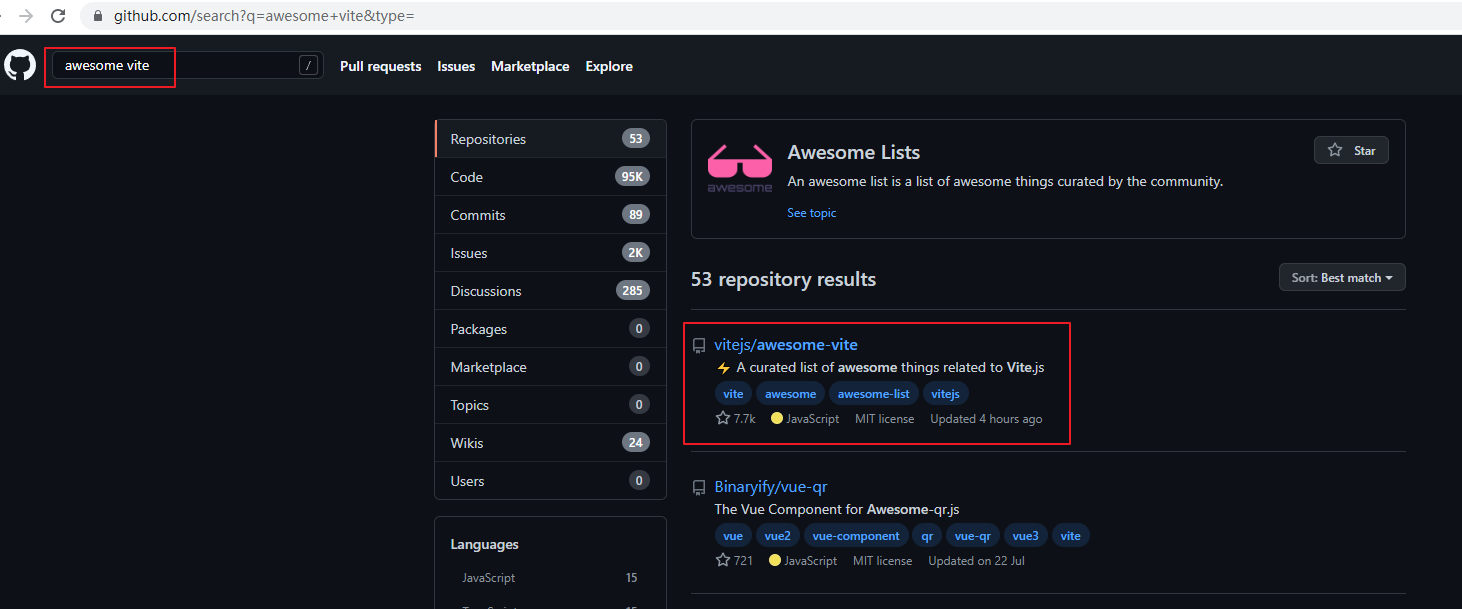 github.com/search?q=awesome+vite&type=
awesome vite / Pull requests Issues Marketplace Explore
Repositories 53
Code 95K
Commits 89
Issues 2K
Discussions 285
Packages 0
Marketplace 0
Topics 0
Wikis 24
Users 0
Languages
JavaScript 15
awesome
Awesome Lists
Star
An awesome list is a list of awesome things curated by the community.
See topic
53 repository results
Sort: Best match
vitejs/awesome-vite
⚡ A curated list of awesome things related to Vite.js
vite awesome awesome-list vitejs
7.7k JavaScript MIT license Updated 4 hours ago
Binaryify/vue-qr
The Vue Component for Awesome-qr.js
vue vue2 vue-component qr vue-qr vue3 vite
721 JavaScript MIT license Updated on 22 Jul